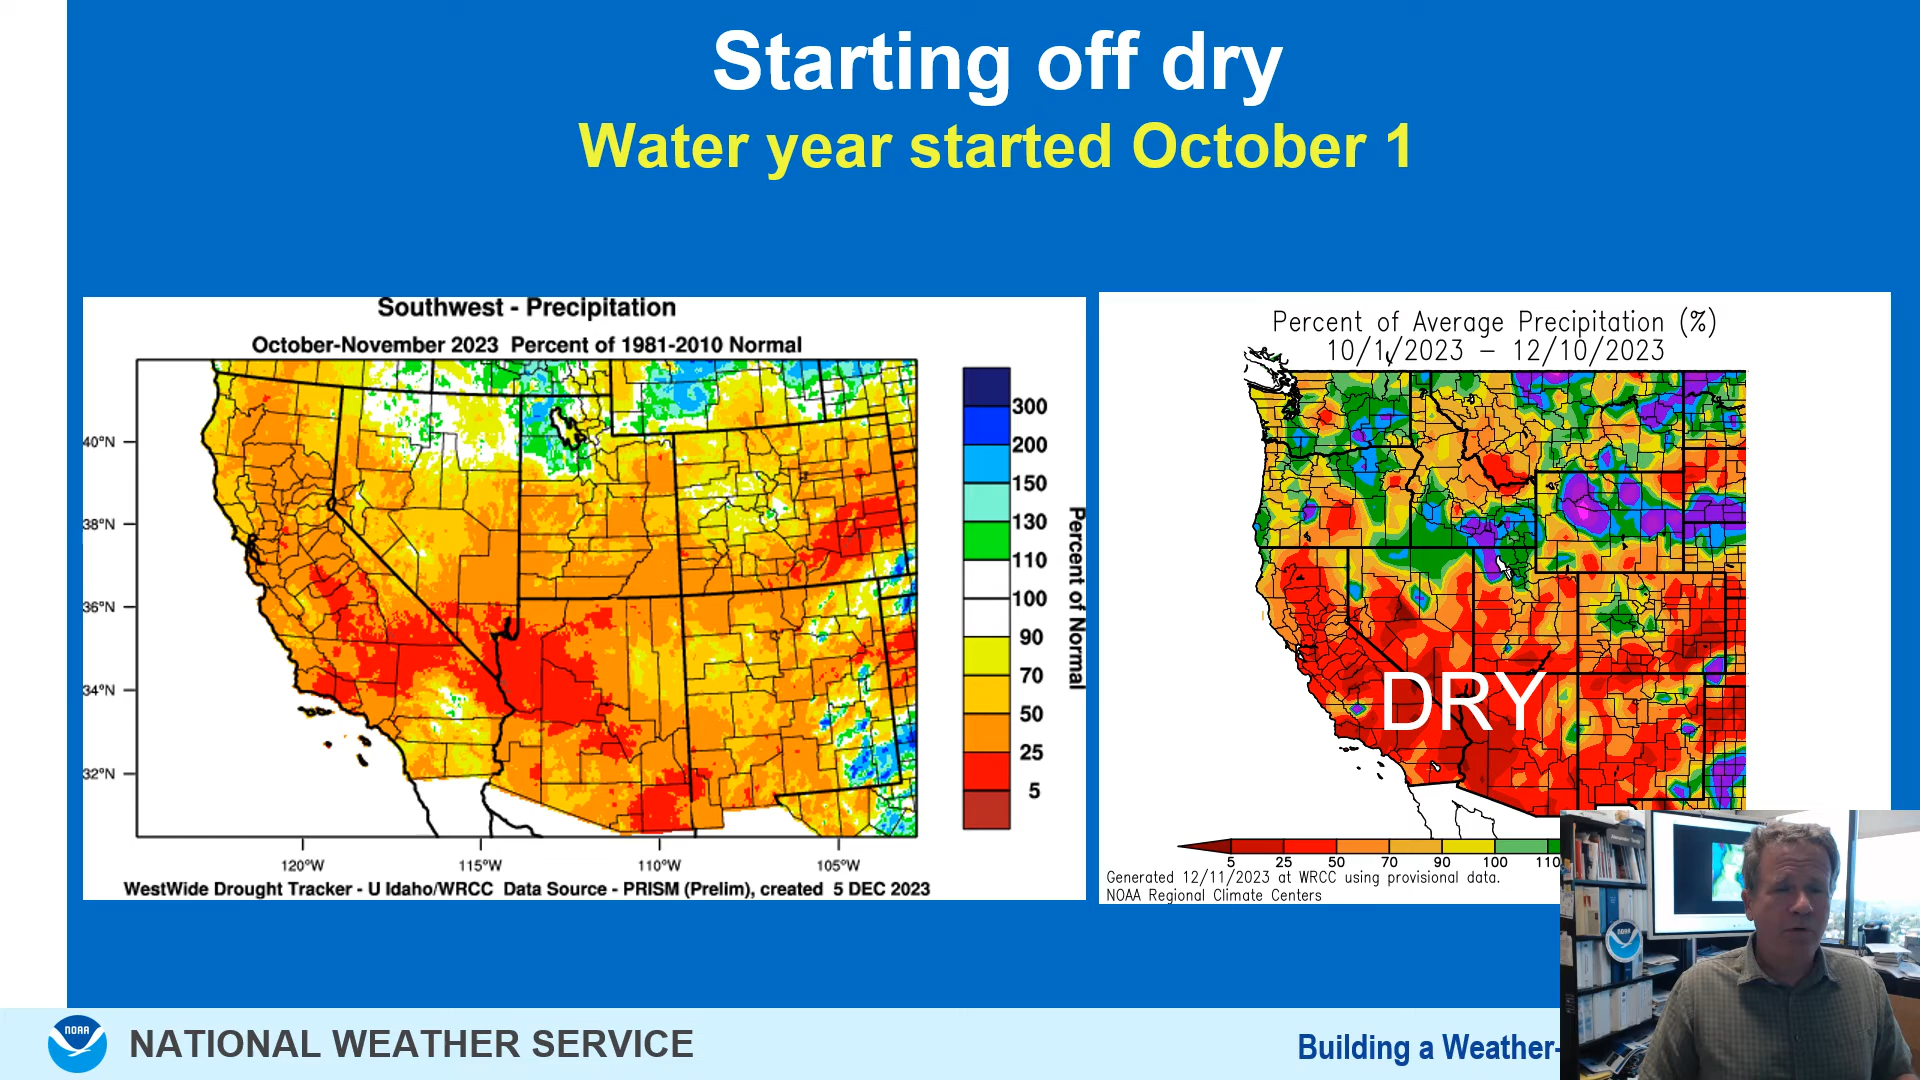 Starting off dry
Water year started October 1
Southwest - Precipitation
October-November 2023 Percent of 1981-2010 Normal
40°N
38°N
36°N
34°N
32°N
120°W 115°W 110°W 105°W
300
200
150
130
110
100
90
70
50
25
5
Percent of Normal
WestWide Drought Tracker - U Idaho/WRCC Data Source - PRISM (Prelim), created 5 DEC 2023
Percent of Average Precipitation (%)
10/1/2023 – 12/10/2023
DRY
5 25 50 70 90 100 110
Generated 12/11/2023 at WRCC using provisional data.
NOAA Regional Climate Centers
NOAA
NOAA
NATIONAL WEATHER SERVICE
Building a Weather-